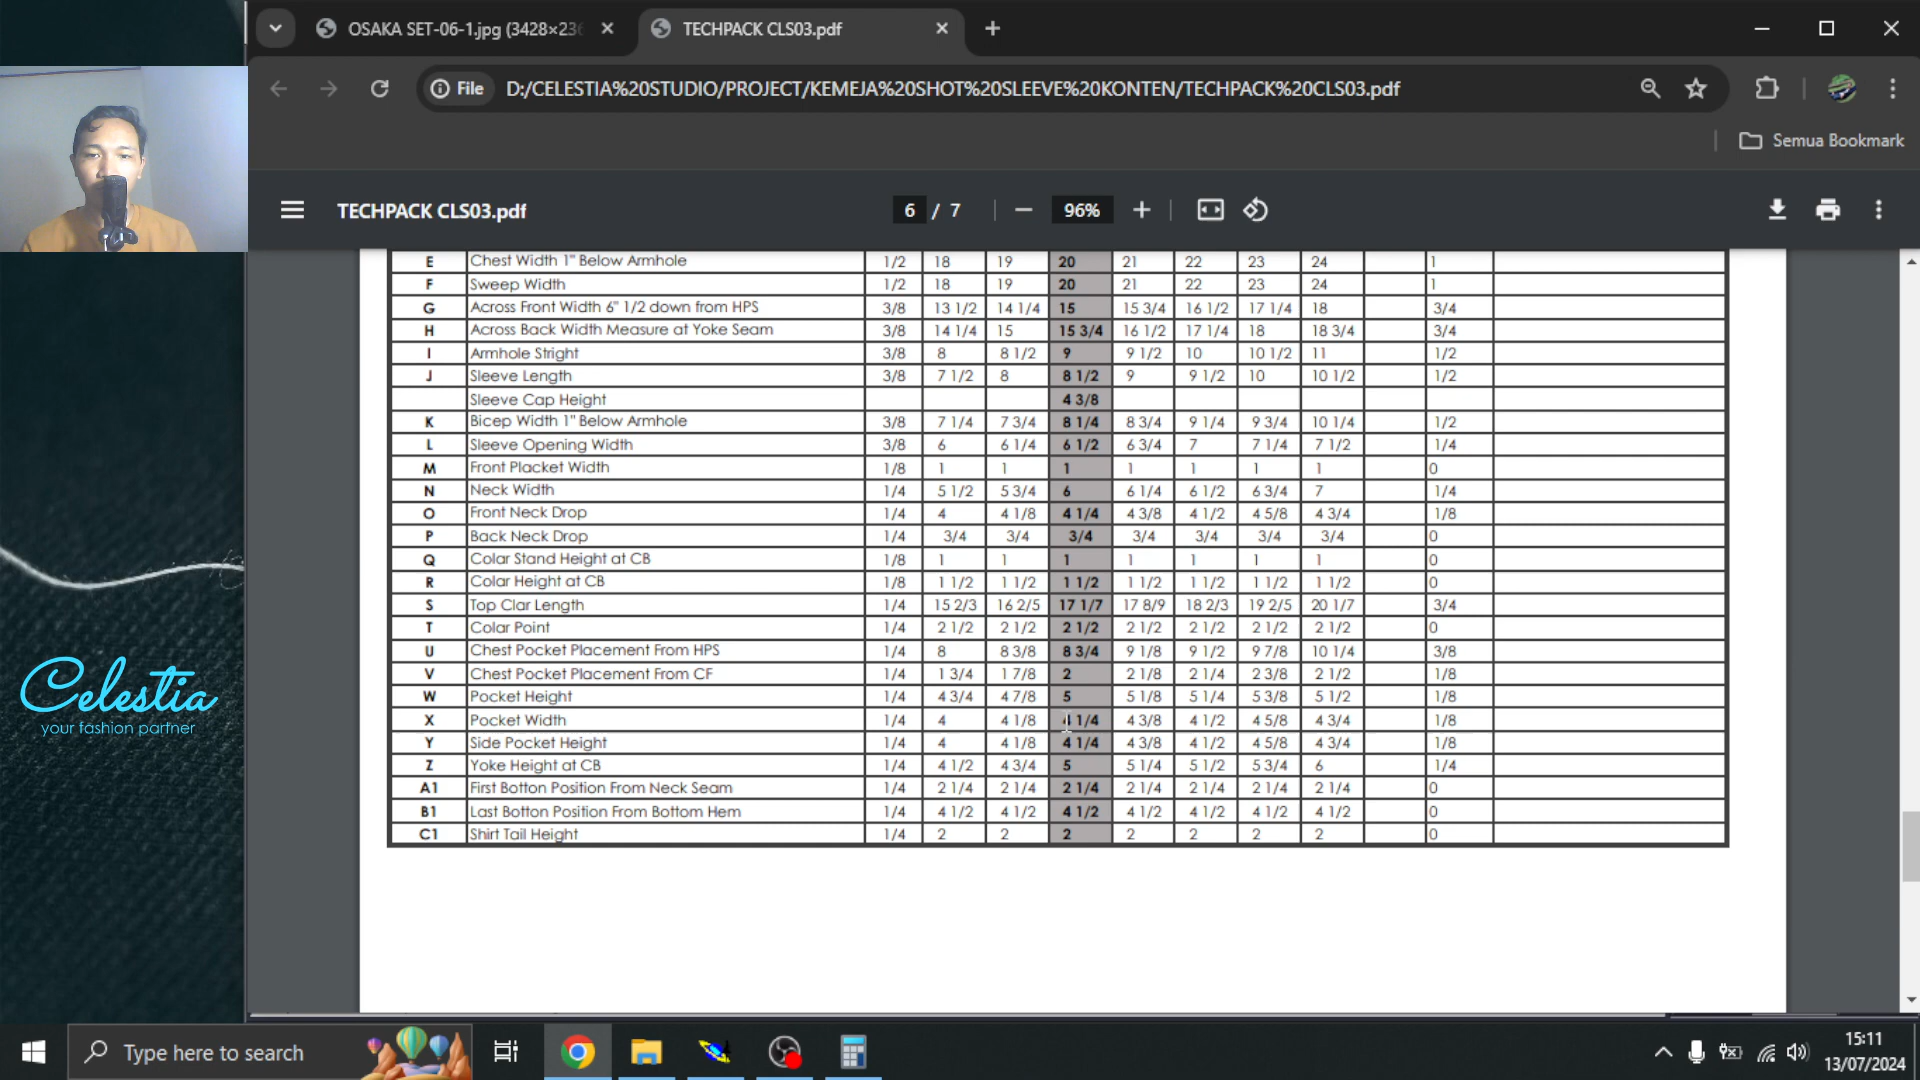 OSAKA SET-06-1.jpg (3428×236
TECHPACK CLS03.pdf
File D:/CELESTIA%20STUDIO/PROJECT/KEMEJA%20SHOT%20SLEEVE%20KONTEN/TECHPACK%20CLS03.pdf
Semua Bookmark
TECHPACK CLS03.pdf 6 / 7 96%
E Chest Width 1" Below Armhole 1/2 18 19 20 21 22 23 24 1
F Sweep Width 1/2 18 19 20 21 22 23 24 1
G Across Front Width 6" 1/2 down from HPS 3/8 13 1/2 14 1/4 15 15 3/4 16 1/2 17 1/4 18 3/4
H Across Back Width Measure at Yoke Seam 3/8 14 1/4 15 15 3/4 16 1/2 17 1/4 18 18 3/4 3/4
I Armhole Stright 3/8 8 8 1/2 9 9 1/2 10 10 1/2 11 1/2
J Sleeve Length 3/8 7 1/2 8 8 1/2 9 9 1/2 10 10 1/2 1/2
Sleeve Cap Height 4 3/8
K Bicep Width 1" Below Armhole 3/8 7 1/4 7 3/4 8 1/4 8 3/4 9 1/4 9 3/4 10 1/4 1/2
L Sleeve Opening Width 3/8 6 6 1/4 6 1/2 6 3/4 7 7 1/4 7 1/2 1/4
M Front Placket Width 1/8 1 1 1 1 1 1 1 0
N Neck Width 1/4 5 1/2 5 3/4 6 6 1/4 6 1/2 6 3/4 7 1/4
O Front Neck Drop 1/4 4 4 1/8 4 1/4 4 3/8 4 1/2 4 5/8 4 3/4 1/8
P Back Neck Drop 1/4 3/4 3/4 3/4 3/4 3/4 3/4 3/4 0
Q Colar Stand Height at CB 1/8 1 1 1 1 1 1 1 0
R Colar Height at CB 1/8 1 1/2 1 1/2 1 1/2 1 1/2 1 1/2 1 1/2 1 1/2 0
S Top Clar Length 1/4 15 2/3 16 2/5 17 1/7 17 8/9 18 2/3 19 2/5 20 1/7 3/4
T Colar Point 1/4 2 1/2 2 1/2 2 1/2 2 1/2 2 1/2 2 1/2 2 1/2 0
U Chest Pocket Placement From HPS 1/4 8 8 3/8 8 3/4 9 1/8 9 1/2 9 7/8 10 1/4 3/8
V Chest Pocket Placement From CF 1/4 1 3/4 1 7/8 2 2 1/8 2 1/4 2 3/8 2 1/2 1/8
W Pocket Height 1/4 4 3/4 4 7/8 5 5 1/8 5 1/4 5 3/8 5 1/2 1/8
X Pocket Width 1/4 4 4 1/8 4 1/4 4 3/8 4 1/2 4 5/8 4 3/4 1/8
Y Side Pocket Height 1/4 4 4 1/8 4 1/4 4 3/8 4 1/2 4 5/8 4 3/4 1/8
Z Yoke Height at CB 1/4 4 1/2 4 3/4 5 5 1/4 5 1/2 5 3/4 6 1/4
A1 First Botton Position From Neck Seam 1/4 2 1/4 2 1/4 2 1/4 2 1/4 2 1/4 2 1/4 2 1/4 0
B1 Last Botton Position From Bottom Hem 1/4 4 1/2 4 1/2 4 1/2 4 1/2 4 1/2 4 1/2 4 1/2 0
C1 Shirt Tail Height 1/4 2 2 2 2 2 2 2 0
Celestia
your fashion partner
Type here to search
15:11
13/07/2024